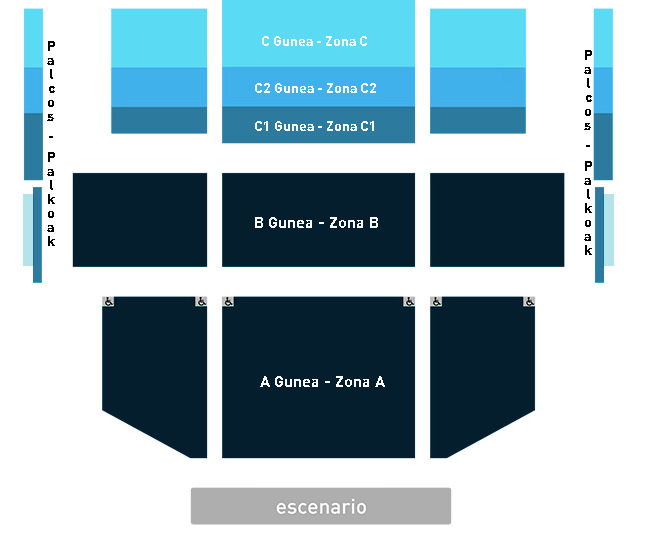 C Gunea - Zona C
C2 Gunea - Zona C2
C1 Gunea - Zona C1
Palcos - Palkoak
Palcos - Palkoak
B Gunea - Zona B
A Gunea - Zona A
escenario